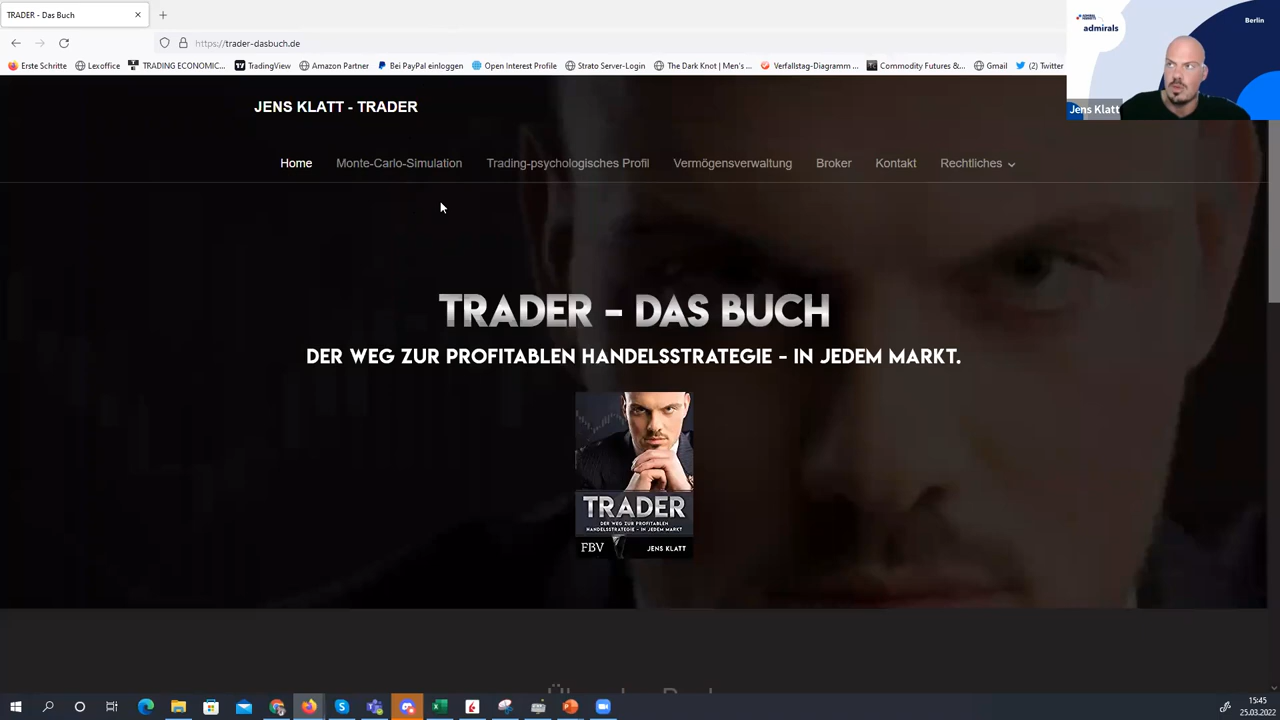 TRADER - Das Buch
https://trader-dasbuch.de
Erste Schritte
Lexoffice
TRADING ECONOMIC...
TradingView
Amazon Partner
Bei PayPal einloggen
Open Interest Profile
Strato Server-Login
The Dark Knot | Men's ...
Verfallstag-Diagramm ...
Commodity Futures &...
Gmail
(2) Twitter
admirals
Berlin
Jens Klatt
JENS KLATT - TRADER
Home
Monte-Carlo-Simulation
Trading-psychologisches Profil
Vermögensverwaltung
Broker
Kontakt
Rechtliches
TRADER – DAS BUCH
DER WEG ZUR PROFITABLEN HANDELSSTRATEGIE – IN JEDEM MARKT.
TRADER
DER WEG ZUR PROFITABLEN
HANDELSSTRATEGIE – IN JEDEM MARKT
FBV
JENS KLATT
15:45
25.03.2022